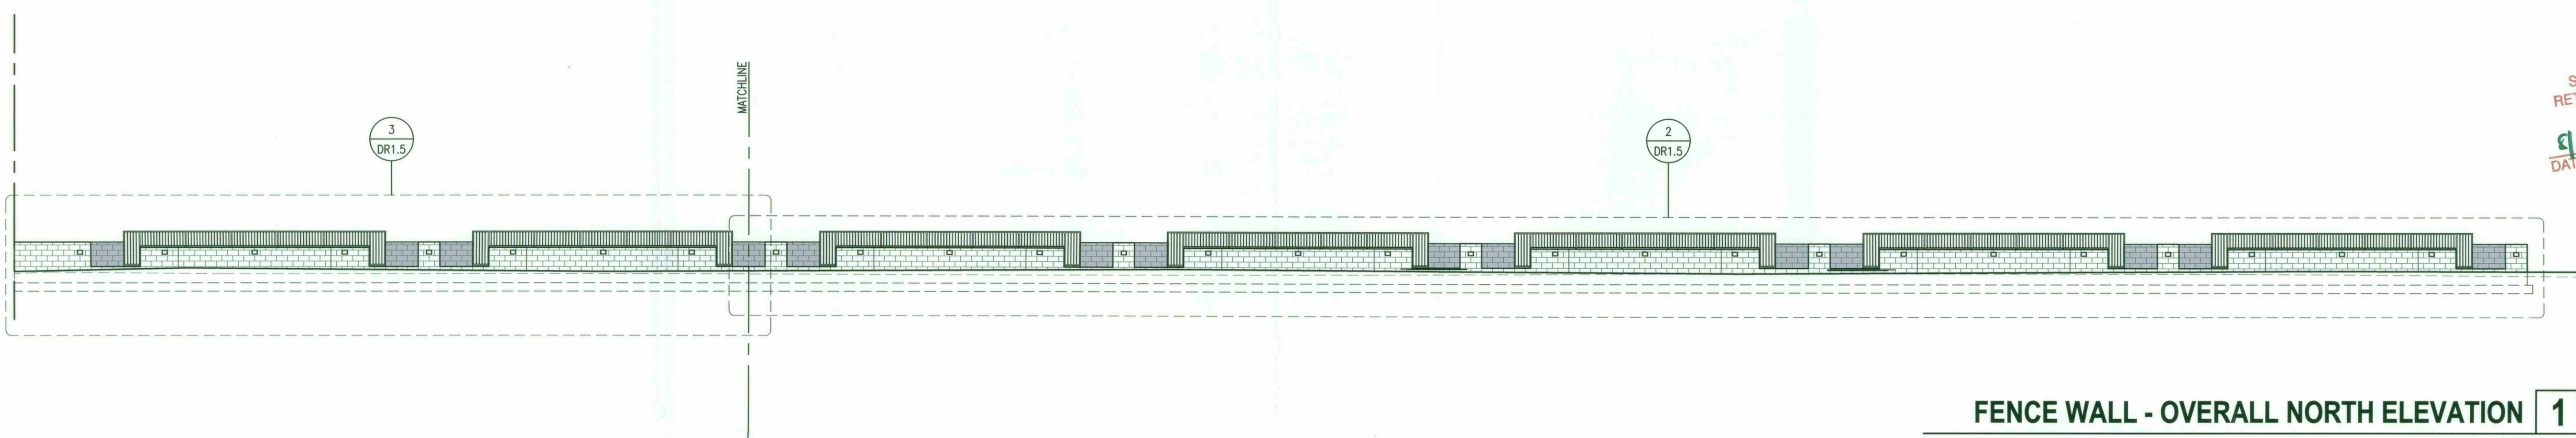 MATCHLINE
3
DR1.5
2
DR1.5
FENCE WALL - OVERALL NORTH ELEVATION 1